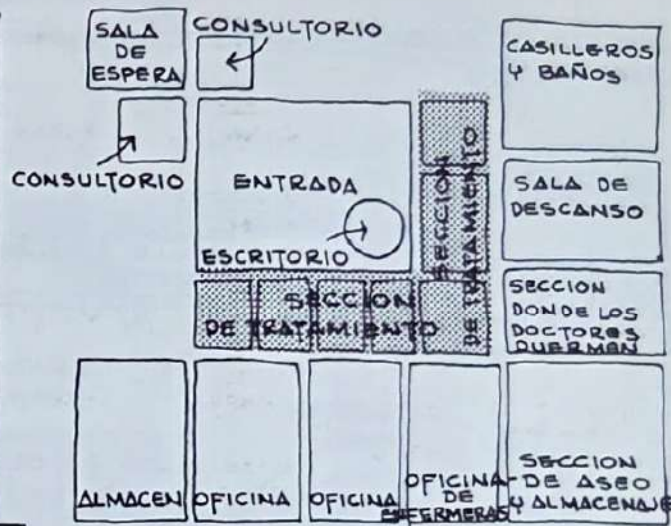 SALA
DE
ESPERA
CONSULTORIO
CASILLEROS
Y BAÑOS
CONSULTORIO
ENTRADA
ESCRITORIO
SECCION
DE TRATAMIENTO
SALA DE
DESCANSO
SECCION
DE TRATAMIENTO
SECCION
DONDE LOS
DOCTORES
DUERMEN
ALMACEN
OFICINA
OFICINA
OFICINA
DE
ENFERMERAS
SECCION
DE ASEO
Y ALMACENAJE